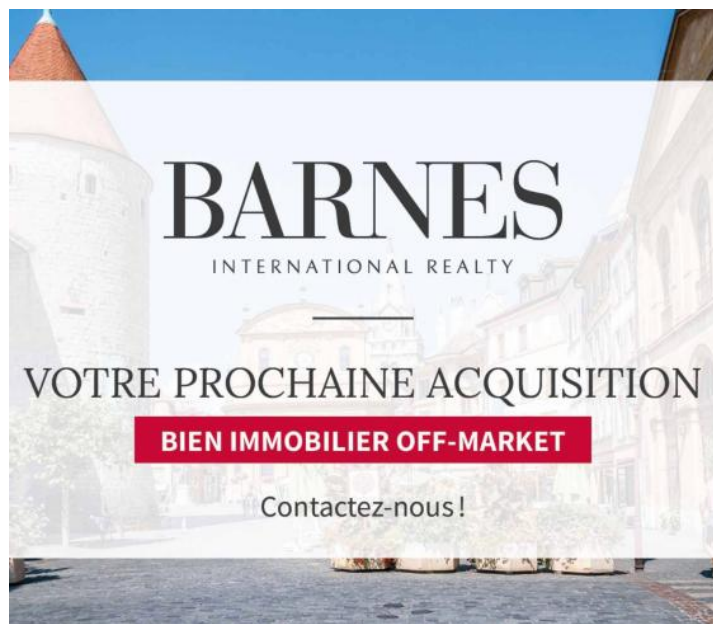 BARNES
INTERNATIONAL REALTY
VOTRE PROCHAINE ACQUISITION
BIEN IMMOBILIER OFF-MARKET
Contactez-nous !